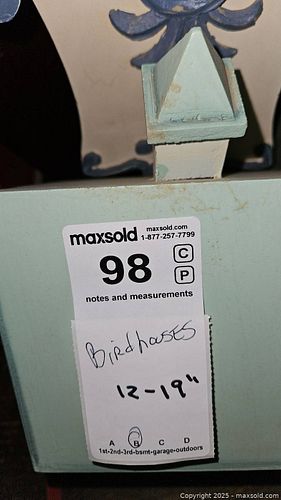 maxsold maxsold.com
1-877-257-7799
98 C
P
notes and measurements
Birdhouses
12-19"
A B C D
1st-2nd-3rd-bsmt-garage-outdoors
Copyright 2025 - maxsold.com